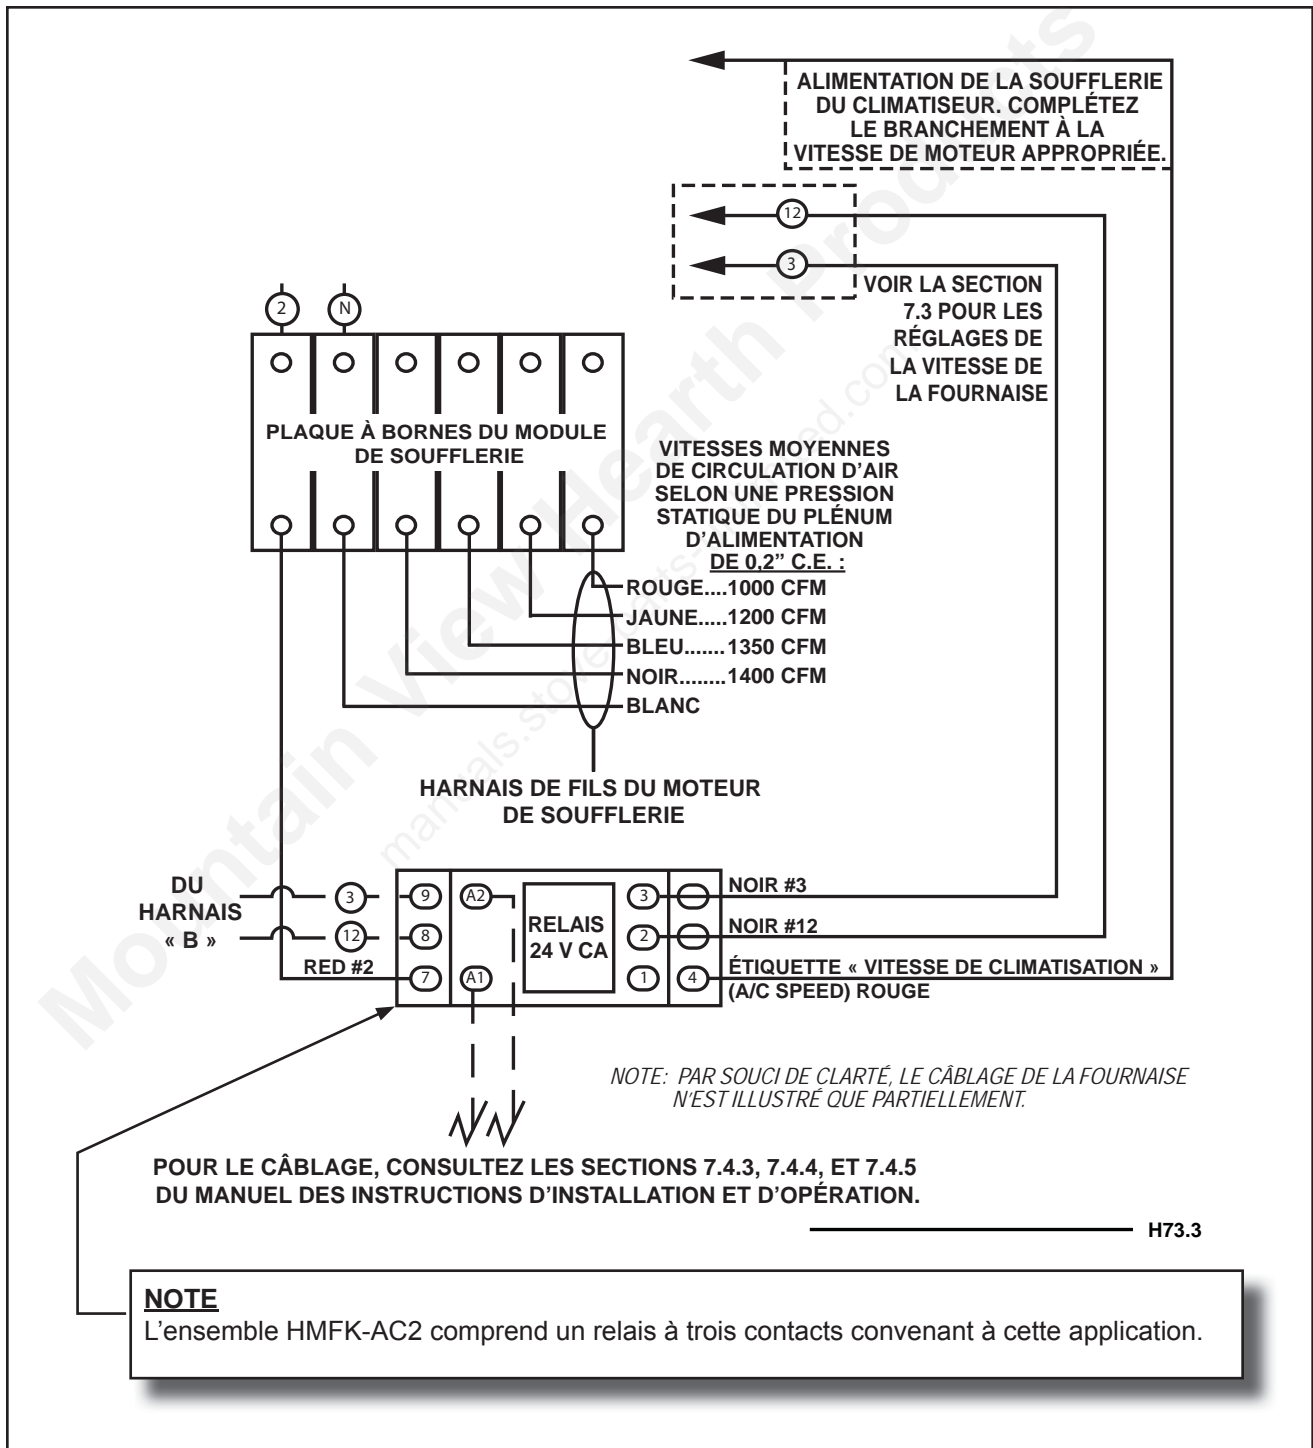 ALIMENTATION DE LA SOUFFLERIE
DU CLIMATISEUR. COMPLÉTEZ
LE BRANCHEMENT À LA
VITESSE DE MOTEUR APPROPRIÉE.
12
3
VOIR LA SECTION
7.3 POUR LES
RÉGLAGES DE
LA VITESSE DE
LA FOURNAISE
2
N
PLAQUE À BORNES DU MODULE
DE SOUFFLERIE
VITESSES MOYENNES
DE CIRCULATION D'AIR
SELON UNE PRESSION
STATIQUE DU PLÉNUM
D'ALIMENTATION
DE 0,2" C.E. :
ROUGE....1000 CFM
JAUNE.....1200 CFM
BLEU.......1350 CFM
NOIR........1400 CFM
BLANC
HARNAIS DE FILS DU MOTEUR
DE SOUFFLERIE
DU
HARNAIS
« B »
3
12
RED #2
9
8
7
A2
A1
RELAIS
24 V CA
3
2
1
4
NOIR #3
NOIR #12
ÉTIQUETTE « VITESSE DE CLIMATISATION »
(A/C SPEED) ROUGE
NOTE: PAR SOUCI DE CLARTÉ, LE CÂBLAGE DE LA FOURNAISE
N'EST ILLUSTRÉ QUE PARTIELLEMENT.
POUR LE CÂBLAGE, CONSULTEZ LES SECTIONS 7.4.3, 7.4.4, ET 7.4.5
DU MANUEL DES INSTRUCTIONS D'INSTALLATION ET D'OPÉRATION.
H73.3
NOTE
L'ensemble HMFK-AC2 comprend un relais à trois contacts convenant à cette application.
Mountain View Hearth Products